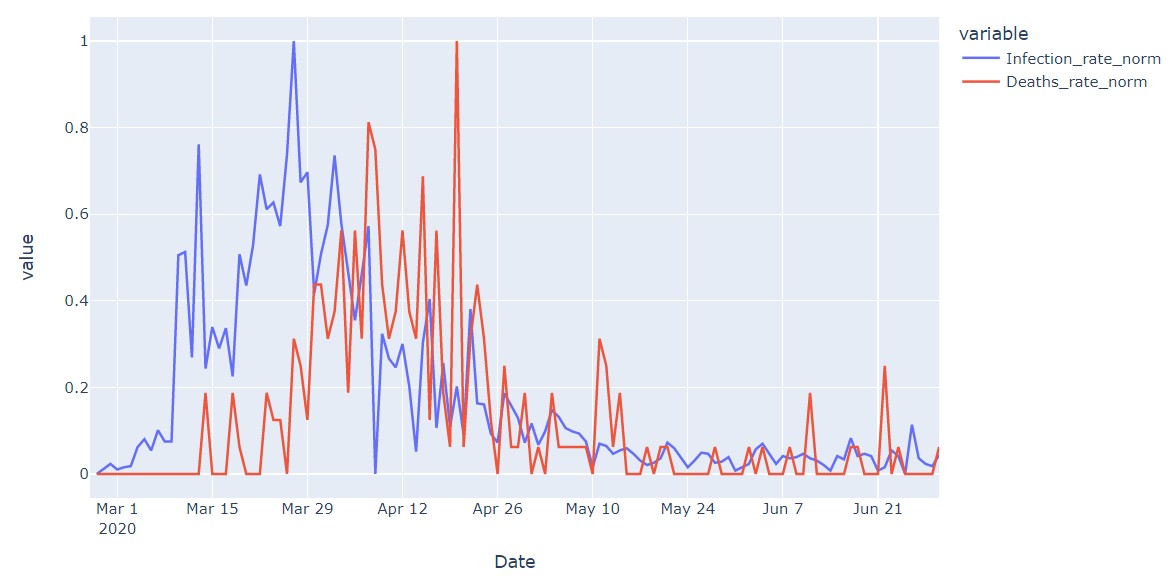 variable
Infection_rate_norm
Deaths_rate_norm
value
1
0.8
0.6
0.4
0.2
0
Mar 1 Mar 15 Mar 29 Apr 12 Apr 26 May 10 May 24 Jun 7 Jun 21
2020
Date